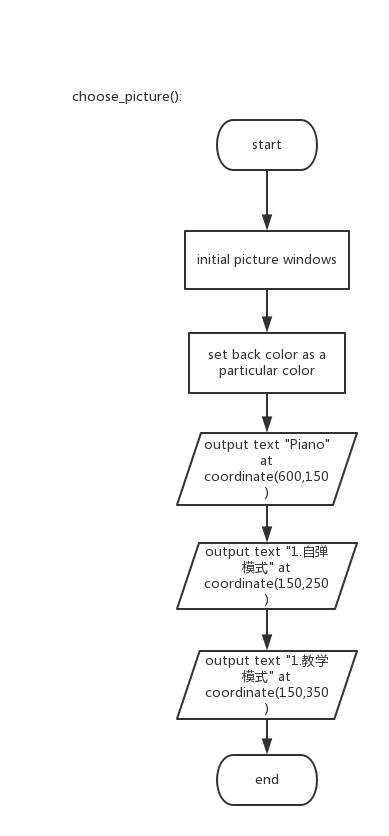 choose_picture():
start
initial picture windows
set back color as a
particular color
output text "Piano"
at
coordinate(600,150
)
output text "1.自弹
模式" at
coordinate(150,250
)
output text "1.教学
模式" at
coordinate(150,350
)
end